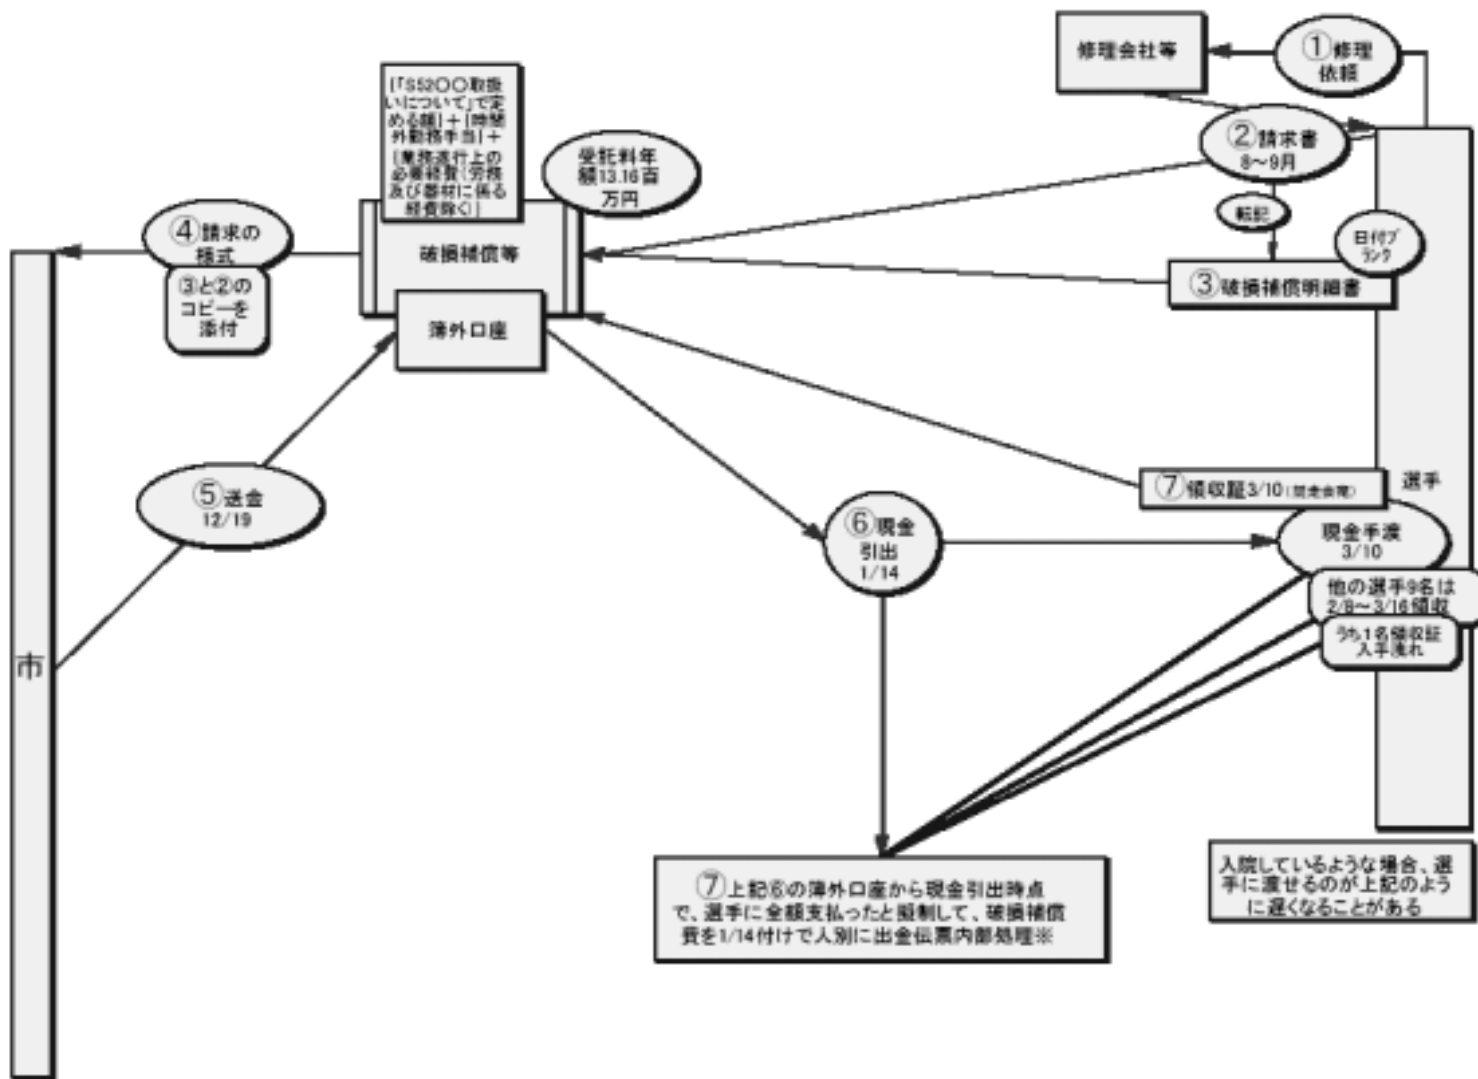 修理会社等
①修理
依頼
[「S52〇〇取扱
いについて」で定
める額]+[時間
外勤務手当]+
[業務遂行上の
必要経費(労務
及び器材に係る
経費除く)]
受託料年
額13.16百
万円
②請求書
8～9月
転記
日付ブ
ランク
③破損補償明細書
④請求の
様式
③と②の
コピーを
添付
破損補償等
簿外口座
⑤送金
12/19
市
⑥現金
引出
1/14
⑦領収証3/10(競走会宛)
選手
現金手渡
3/10
他の選手9名は
2/8～3/16領収
うち1名領収証
入手洩れ
⑦上記⑥の簿外口座から現金引出時点
で、選手に全額支払ったと擬制して、破損補償
費を1/14付けで人別に出金伝票内部処理※
入院しているような場合、選
手に渡せるのが上記のよう
に遅くなることがある